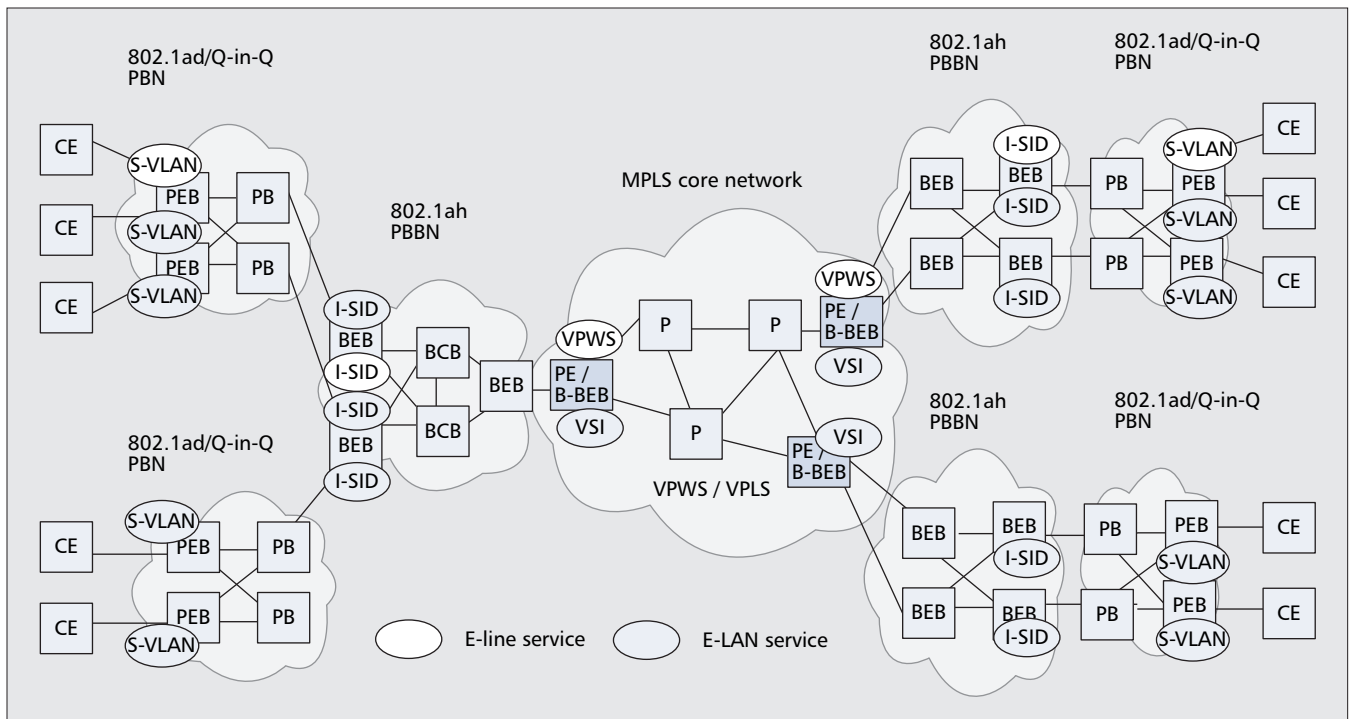 802.1ad/Q-in-Q
PBN
CE
CE
CE
S-VLAN
PEB
S-VLAN
PEB
S-VLAN
PB
PB
802.1ah
PBBN
I-SID
BEB
I-SID
I-SID
BEB
I-SID
BCB
BCB
BEB
802.1ad/Q-in-Q
PBN
CE
CE
S-VLAN
PEB
PEB
S-VLAN
PB
PB
MPLS core network
VPWS
PE /
B-BEB
VSI
P
P
P
VPWS
PE /
B-BEB
VSI
VSI
PE /
B-BEB
VPWS / VPLS
802.1ah
PBBN
BEB
BEB
I-SID
BEB
I-SID
BEB
I-SID
802.1ad/Q-in-Q
PBN
PB
PB
S-VLAN
PEB
S-VLAN
PEB
S-VLAN
CE
CE
CE
802.1ah
PBBN
BEB
BEB
BEB
I-SID
BEB
I-SID
802.1ad/Q-in-Q
PBN
PB
PB
PEB
S-VLAN
PEB
S-VLAN
CE
CE
E-line service
E-LAN service